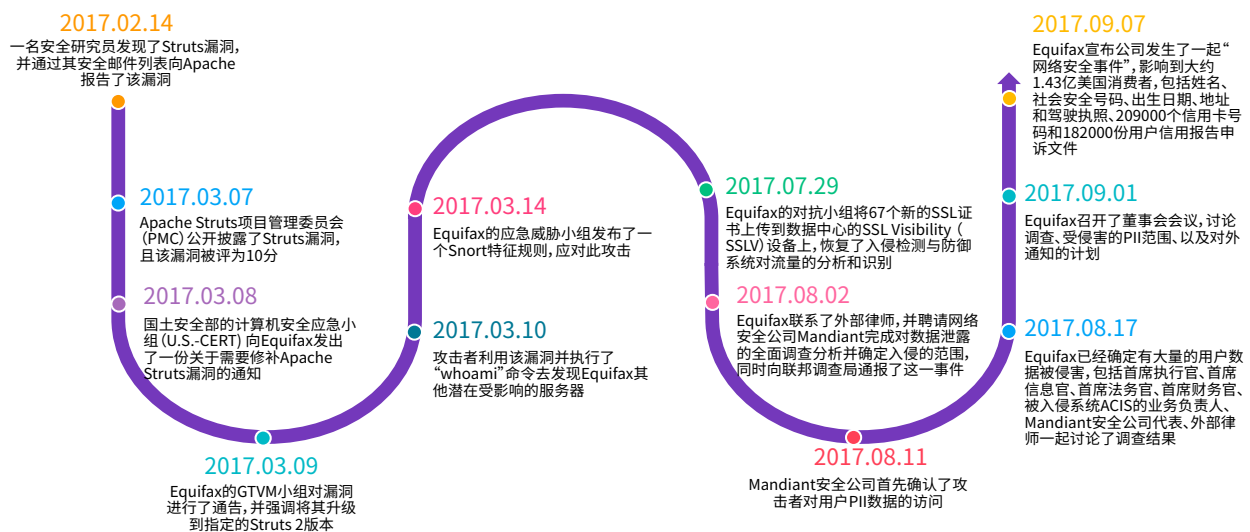 2017.02.14
一名安全研究员发现了Struts漏洞，
并通过其安全邮件列表向Apache
报告了该漏洞
2017.03.07
Apache Struts项目管理委员会
（PMC）公开披露了Struts漏洞，
且该漏洞被评为10分
2017.03.08
国土安全部的计算机安全应急小
组（U.S.-CERT) 向Equifax发出
了一份关于需要修补Apache
Struts漏洞的通知
2017.03.09
Equifax的GTVM小组对漏洞
进行了通告，并强调将其升级
到指定的Struts 2版本
2017.03.10
攻击者利用该漏洞并执行了
“whoami”命令去发现Equifax其
他潜在受影响的服务器
2017.03.14
Equifax的应急威胁小组发布了一
个Snort特征规则，应对此攻击
2017.07.29
Equifax的对抗小组将67个新的SSL证
书上传到数据中心的SSL Visibility（
SSLV）设备上，恢复了入侵检测与防御
系统对流量的分析和识别
2017.08.02
Equifax联系了外部律师，并聘请网络
安全公司Mandiant完成对数据泄露
的全面调查分析并确定入侵的范围，
同时向联邦调查局通报了这一事件
2017.08.11
Mandiant安全公司首先确认了攻
击者对用户PII数据的访问
2017.08.17
Equifax已经确定有大量的用户数
据被侵害，包括首席执行官、首席
信息官、首席法务官、首席财务官、
被入侵系统ACIS的业务负责人、
Mandiant安全公司代表、外部律
师一起讨论了调查结果
2017.09.01
Equifax召开了董事会会议，讨论
调查、受侵害的PII范围、以及对外
通知的计划
2017.09.07
Equifax宣布公司发生了一起“
网络安全事件”，影响到大约
1.43亿美国消费者，包括姓名、
社会安全号码、出生日期、地址
和驾驶执照、209000个信用卡号
码和182000份用户信用报告申
诉文件